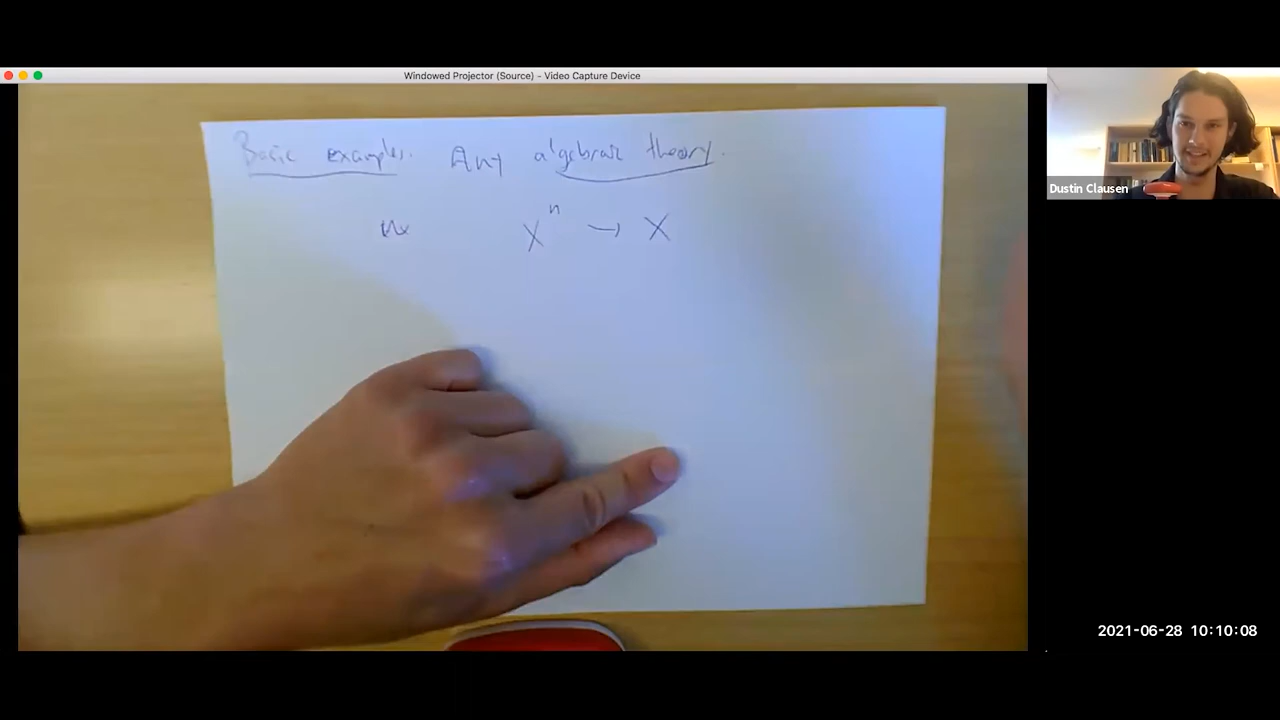 Windowed Projector (Source) - Video Capture Device
Basic examples. Any algebraic theory.
Xⁿ → X
Dustin Clausen
2021-06-28 10:10:08